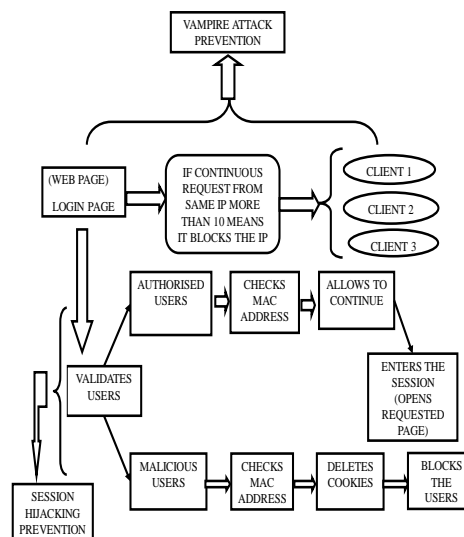 VAMPIRE ATTACK
PREVENTION
(WEB PAGE)
LOGIN PAGE
IF CONTINUOUS
REQUEST FROM
SAME IP MORE
THAN 10 MEANS
IT BLOCKS THE IP
CLIENT 1
CLIENT 2
CLIENT 3
AUTHORISED
USERS
CHECKS
MAC
ADDRESS
ALLOWS TO
CONTINUE
VALIDATES
USERS
ENTERS THE
SESSION
(OPENS
REQUESTED
PAGE)
MALICIOUS
USERS
CHECKS
MAC
ADDRESS
DELETES
COOKIES
BLOCKS
THE
USERS
SESSION
HIJACKING
PREVENTION